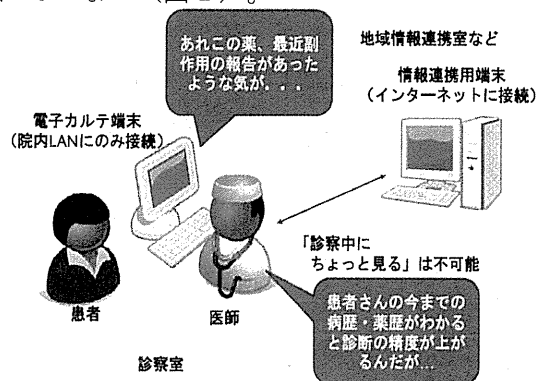 あれこの薬、最近副
作用の報告があった
ような気が．．．
地域情報連携室など
情報連携用端末
（インターネットに接続）
電子カルテ端末
（院内LANにのみ接続）
「診察中に
ちょっと見る」は不可能
患者
医師
患者さんの今までの
病歴・薬歴がわかる
と診断の精度が上が
るんだが…
診察室